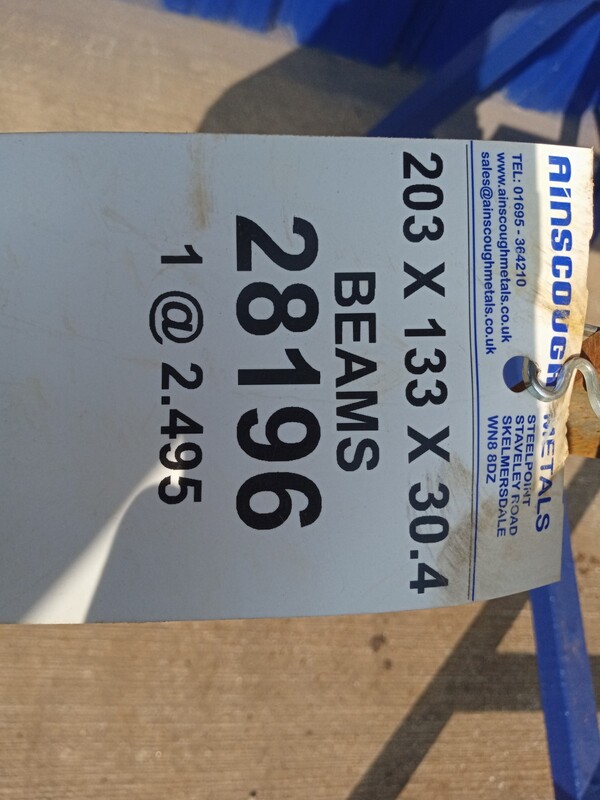 AINSCOUGH METALS
TEL: 01695 - 364210
www.ainscoughmetals.co.uk
sales@ainscoughmetals.co.uk
STEELPOINT
STAVELEY ROAD
SKELMERSDALE
WN8 8DZ
203 X 133 X 30.4
BEAMS
28196
1 @ 2.495